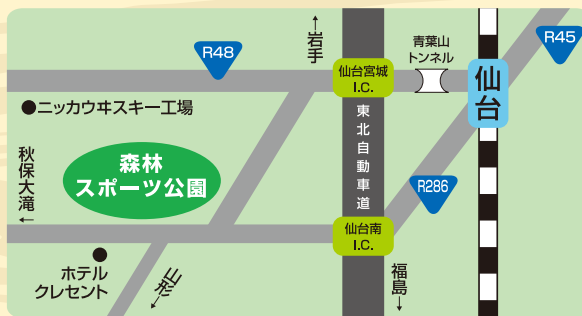 R48
↑岩手
仙台宮城
I.C.
青葉山
トンネル
仙台
R45
●ニッカウヰスキー工場
秋保大滝
←
森林
スポーツ公園
東北自動車道
R286
仙台南
I.C.
ホテル
クレセント
山形
←
福島
→